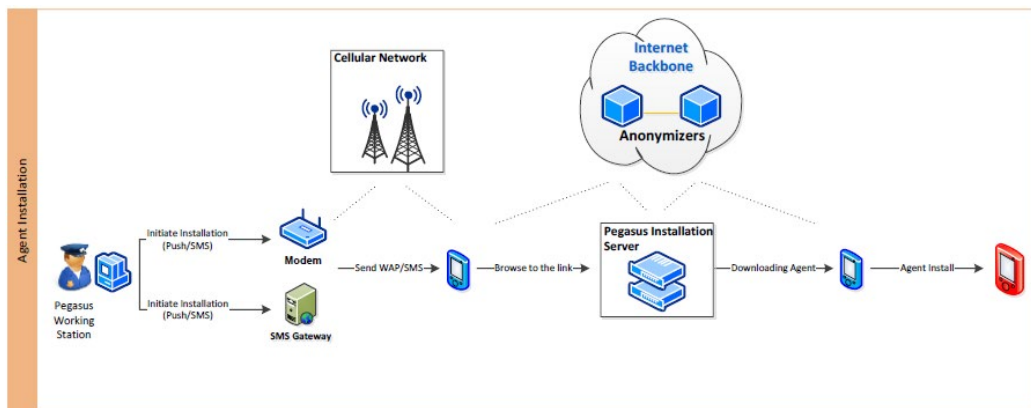 Agent Installation
Cellular Network
Internet
Backbone
Anonymizers
Initiate Installation
(Push/SMS)
Modem
Pegasus
Working
Station
Initiate Installation
(Push/SMS)
SMS Gateway
Send WAP/SMS
Browse to the link
Pegasus Installation
Server
Downloading Agent
Agent Install